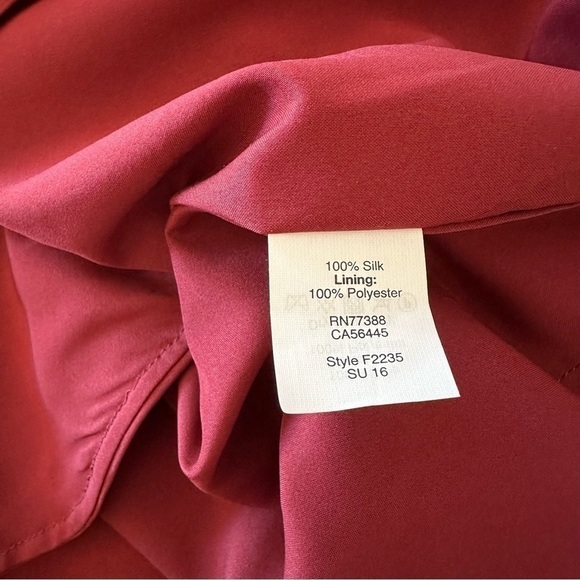 100% Silk
Lining:
100% Polyester
RN77388
CA56445
Style F2235
SU 16